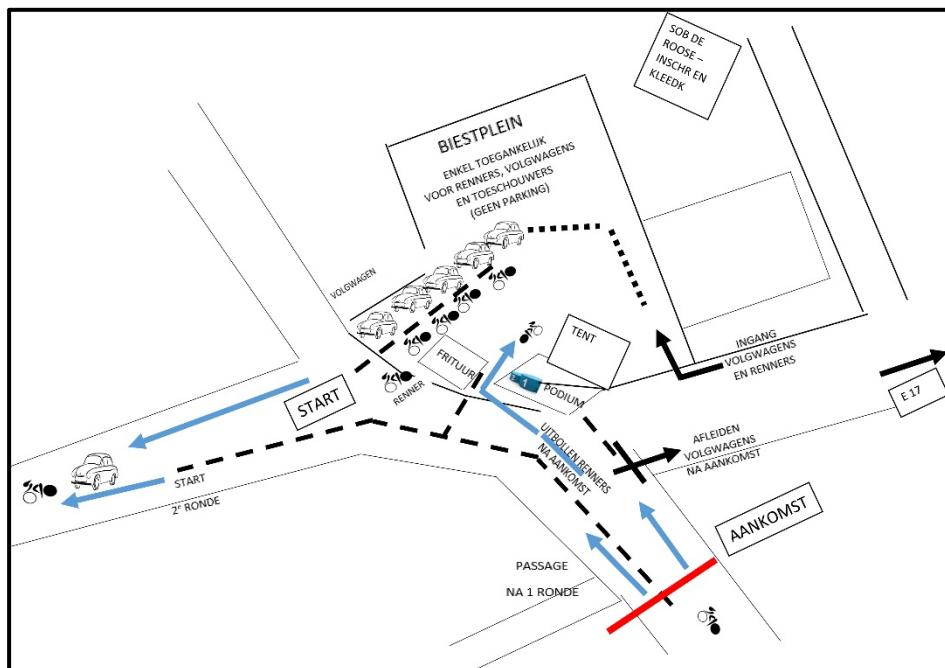 SOB DE
ROOSE –
INSCHR EN
KLEEDK
BIESTPLEIN
ENKEL TOEGANKELIJK
VOOR RENNERS, VOLGWAGENS
EN TOESCHOUWERS
(GEEN PARKING)
VOLGWAGEN
TENT
FRITUUR
1
PODIUM
RENNER
START
INGANG
VOLGWAGENS
EN RENNERS
E 17
UITBOLLEN RENNERS
NA AANKOMST
AFLEIDEN
VOLGWAGENS
NA AANKOMST
START
2ᵉ RONDE
AANKOMST
PASSAGE
NA 1 RONDE